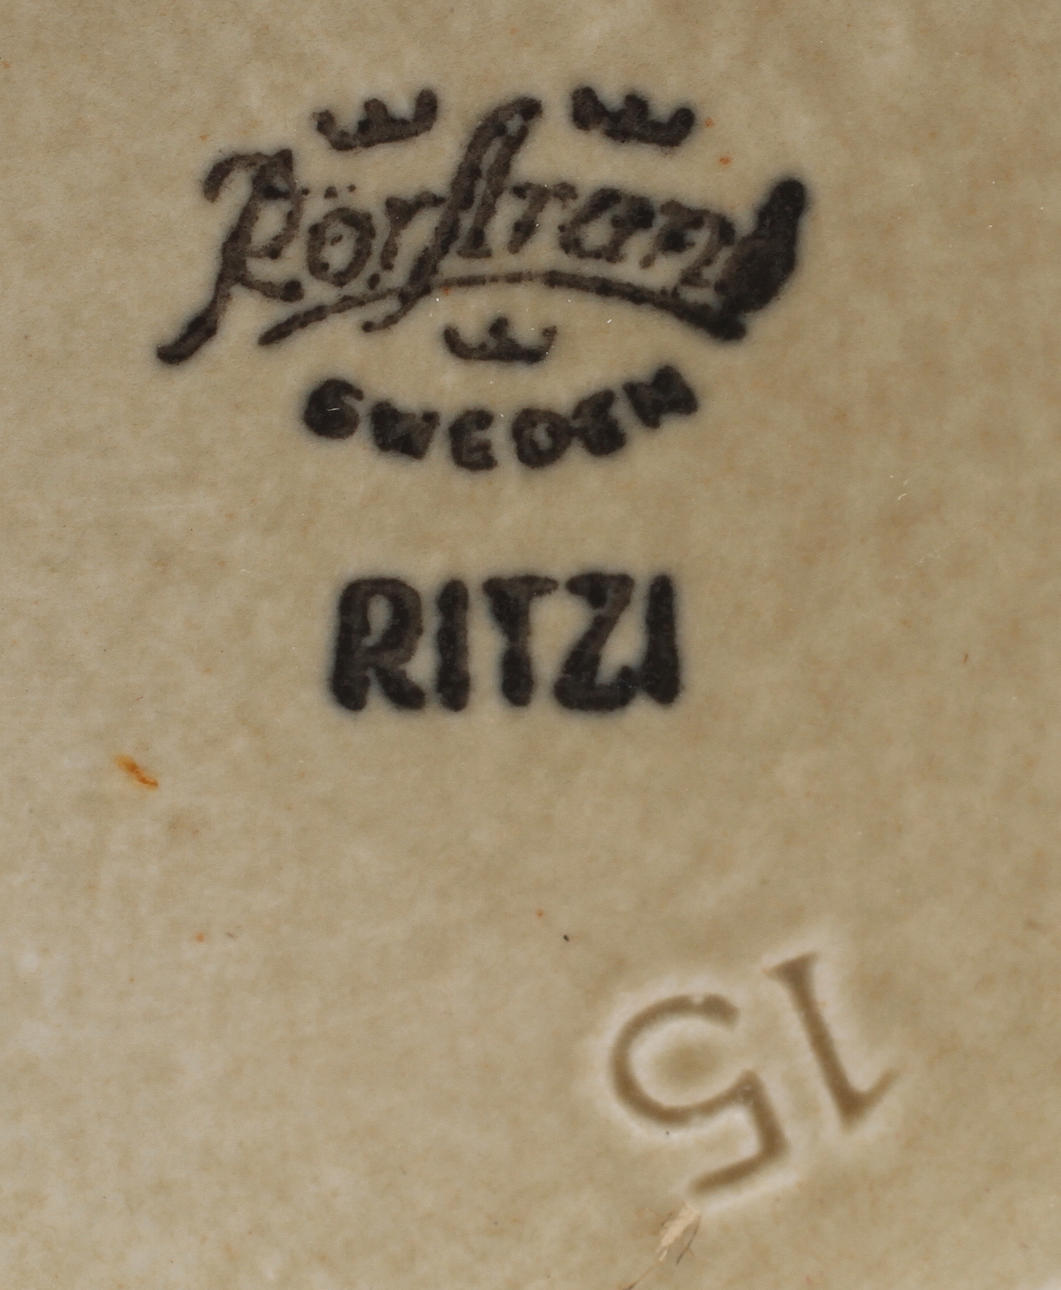 Rörstrand
SWEDEN
RITZI
15